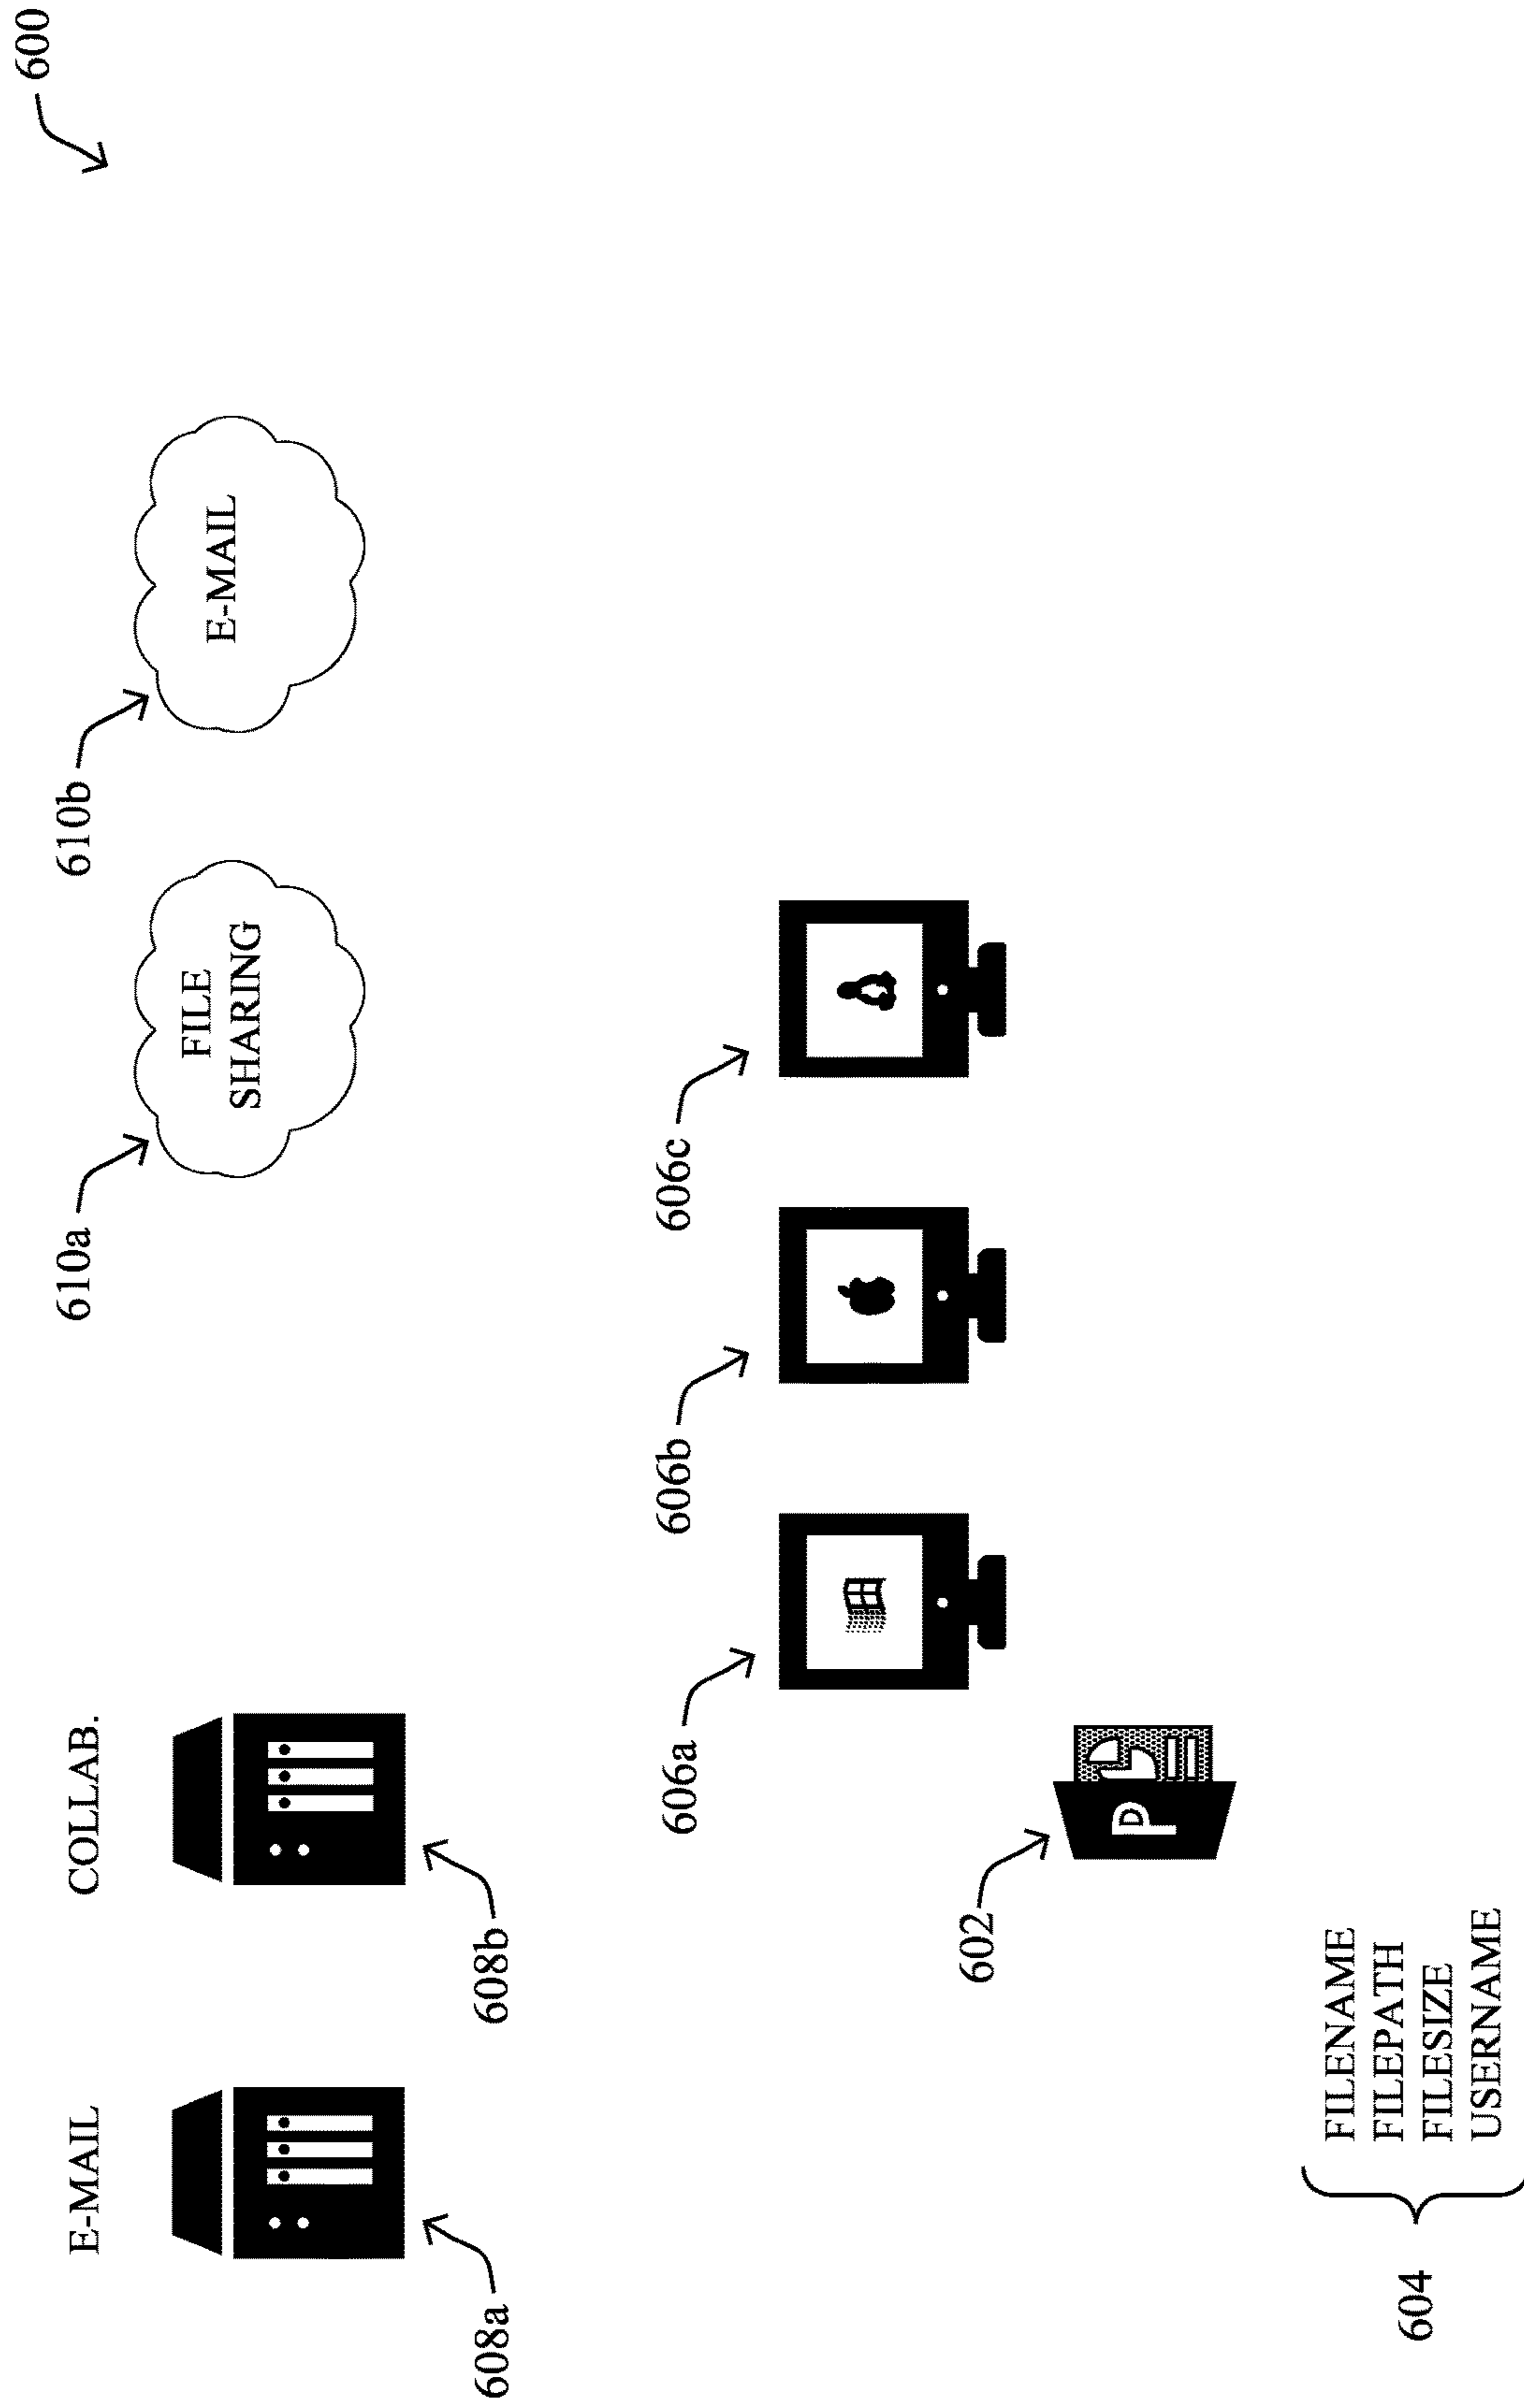 600
E-MAIL
COLLAB.
610a
610b
FILE
SHARING
E-MAIL
608a
608b
606a
606b
606c
602
P
604
FILENAME
FILEPATH
FILESIZE
USERNAME